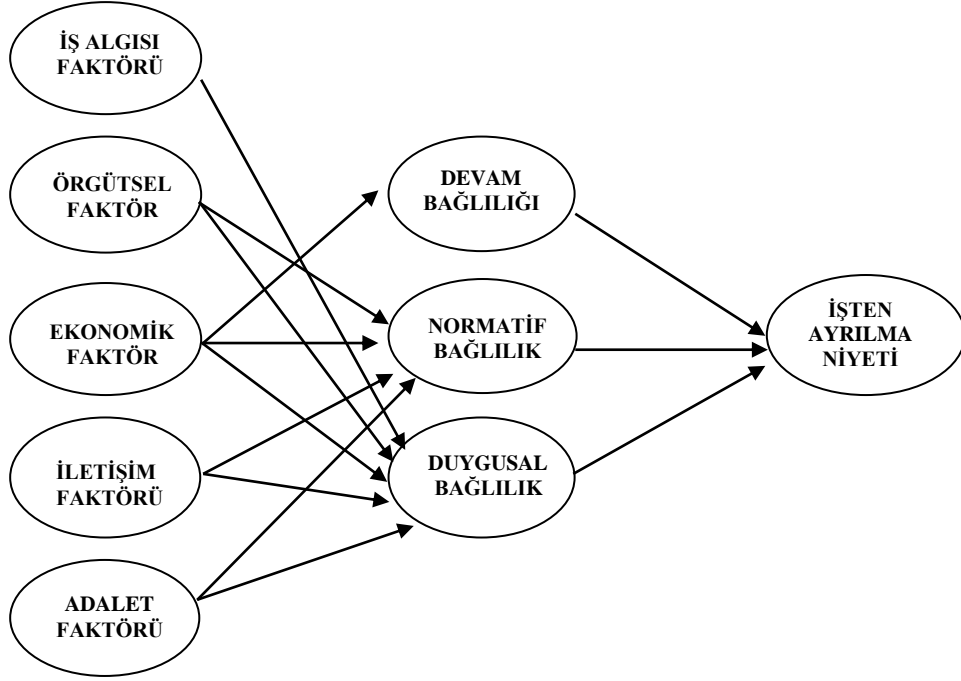 İŞ ALGISI
FAKTÖRÜ
ÖRGÜTSEL
FAKTÖR
EKONOMİK
FAKTÖR
İLETİŞİM
FAKTÖRÜ
ADALET
FAKTÖRÜ
DEVAM
BAĞLILIĞI
NORMATİF
BAĞLILIK
DUYGUSAL
BAĞLILIK
İŞTEN
AYRILMA
NİYETİ